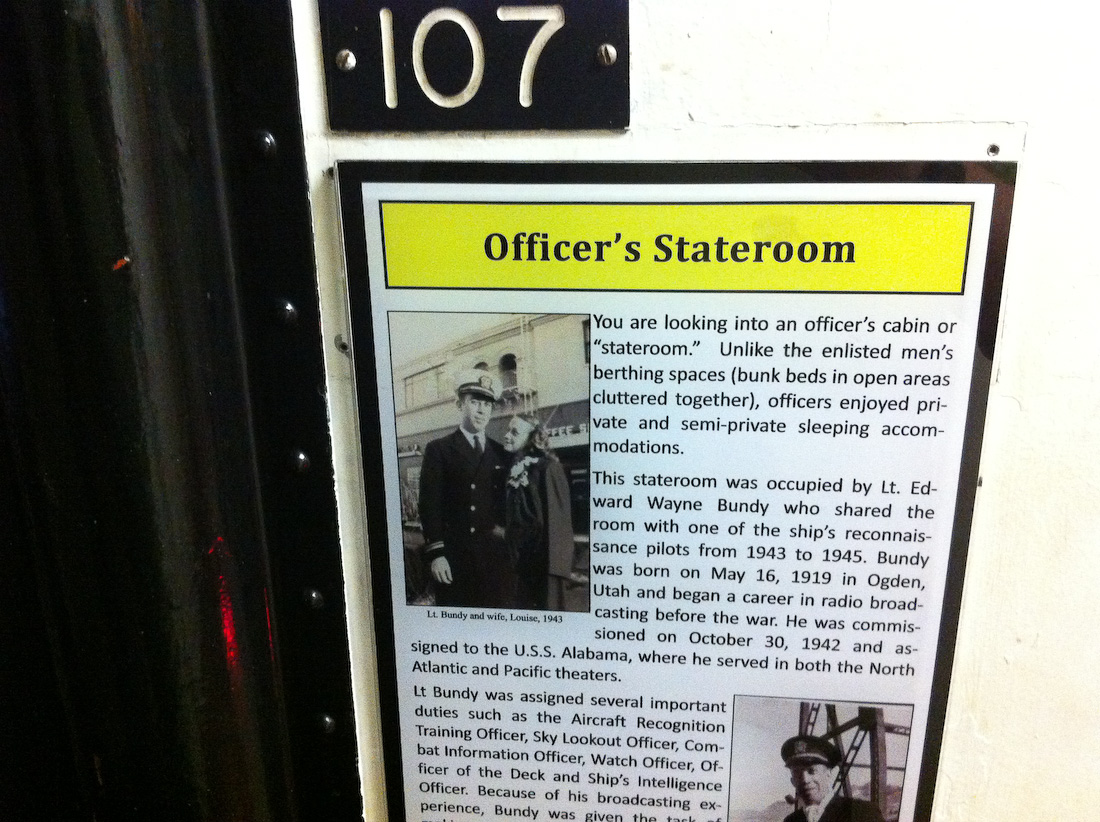 107
Officer's Stateroom
You are looking into an officer's cabin or
"stateroom." Unlike the enlisted men's
berthing spaces (bunk beds in open areas
cluttered together), officers enjoyed pri-
vate and semi-private sleeping accom-
modations.
This stateroom was occupied by Lt. Ed-
ward Wayne Bundy who shared the
room with one of the ship's reconnais-
sance pilots from 1943 to 1945. Bundy
was born on May 16, 1919 in Ogden,
Utah and began a career in radio broad-
casting before the war. He was commis-
sioned on October 30, 1942 and as-
signed to the U.S.S. Alabama, where he served in both the North
Atlantic and Pacific theaters.
Lt. Bundy and wife, Louise, 1943
Lt Bundy was assigned several important
duties such as the Aircraft Recognition
Training Officer, Sky Lookout Officer, Com-
bat Information Officer, Watch Officer, Of-
ficer of the Deck and Ship's Intelligence
Officer. Because of his broadcasting ex-
perience, Bundy was given the task of